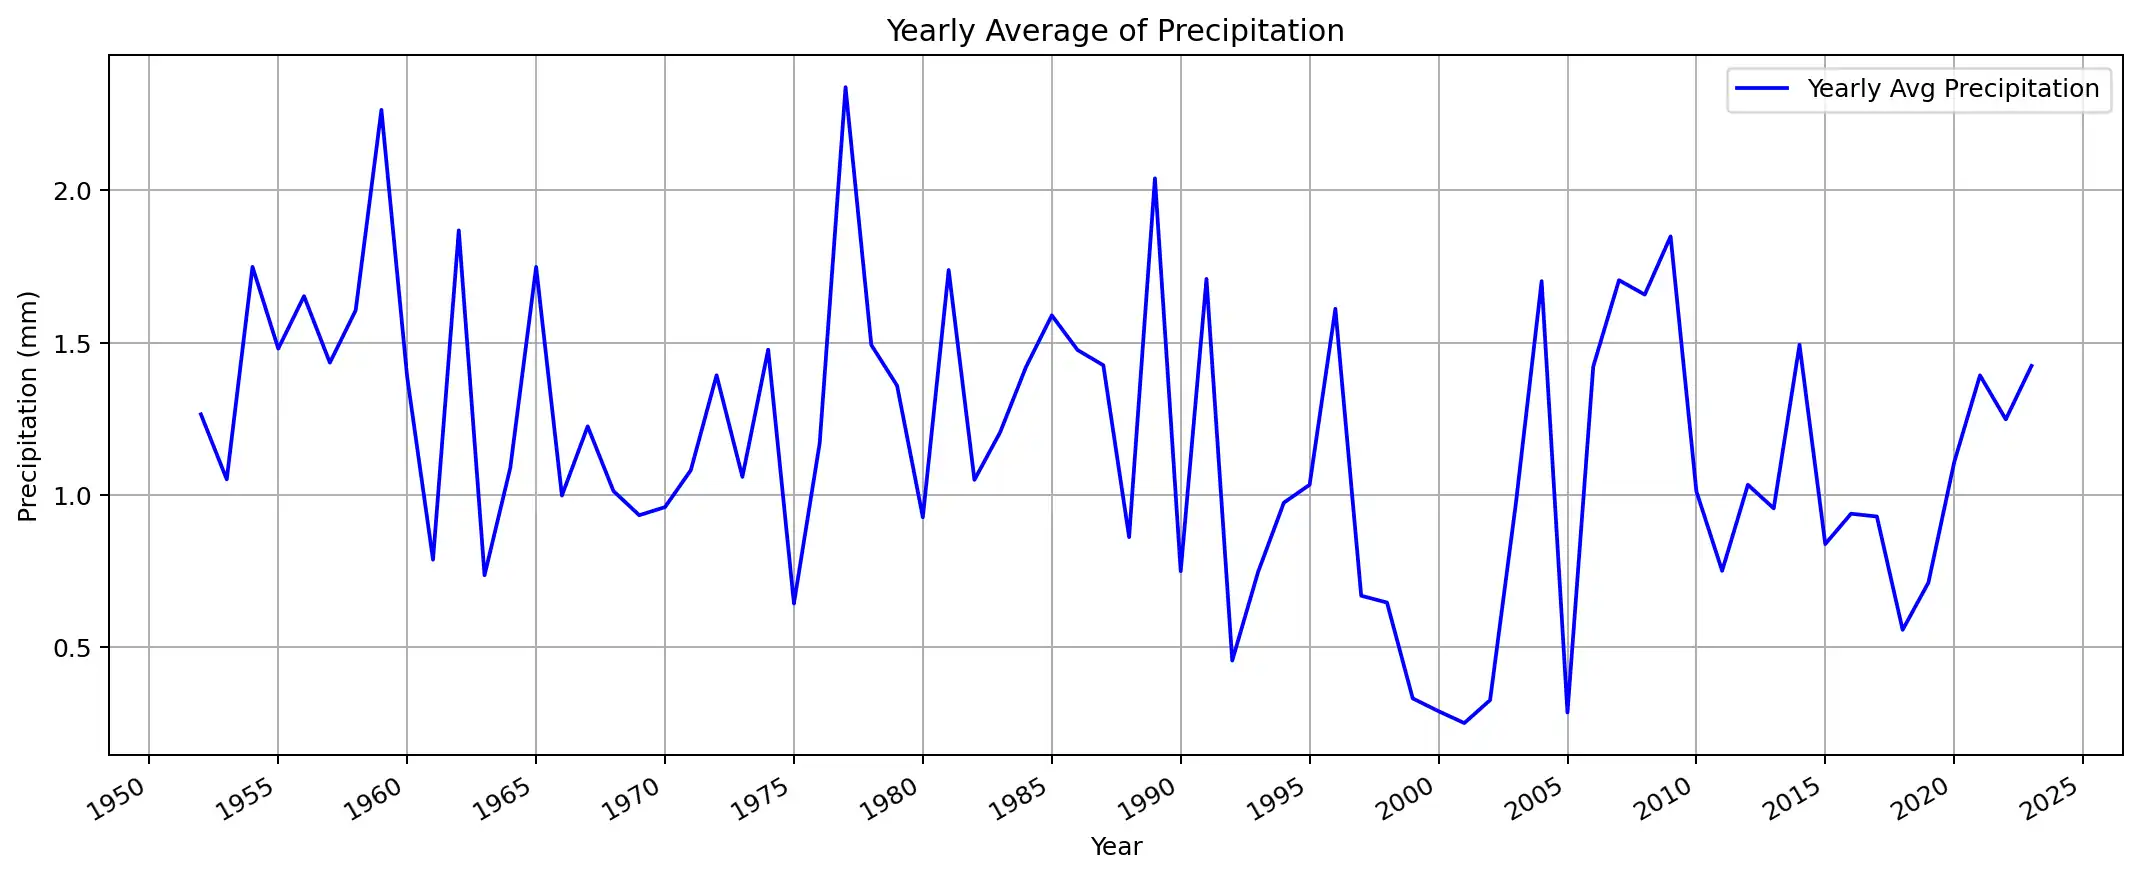 Yearly Average of Precipitation
Yearly Avg Precipitation
Precipitation (mm)
2.0
1.5
1.0
0.5
1950 1955 1960 1965 1970 1975 1980 1985 1990 1995 2000 2005 2010 2015 2020 2025
Year